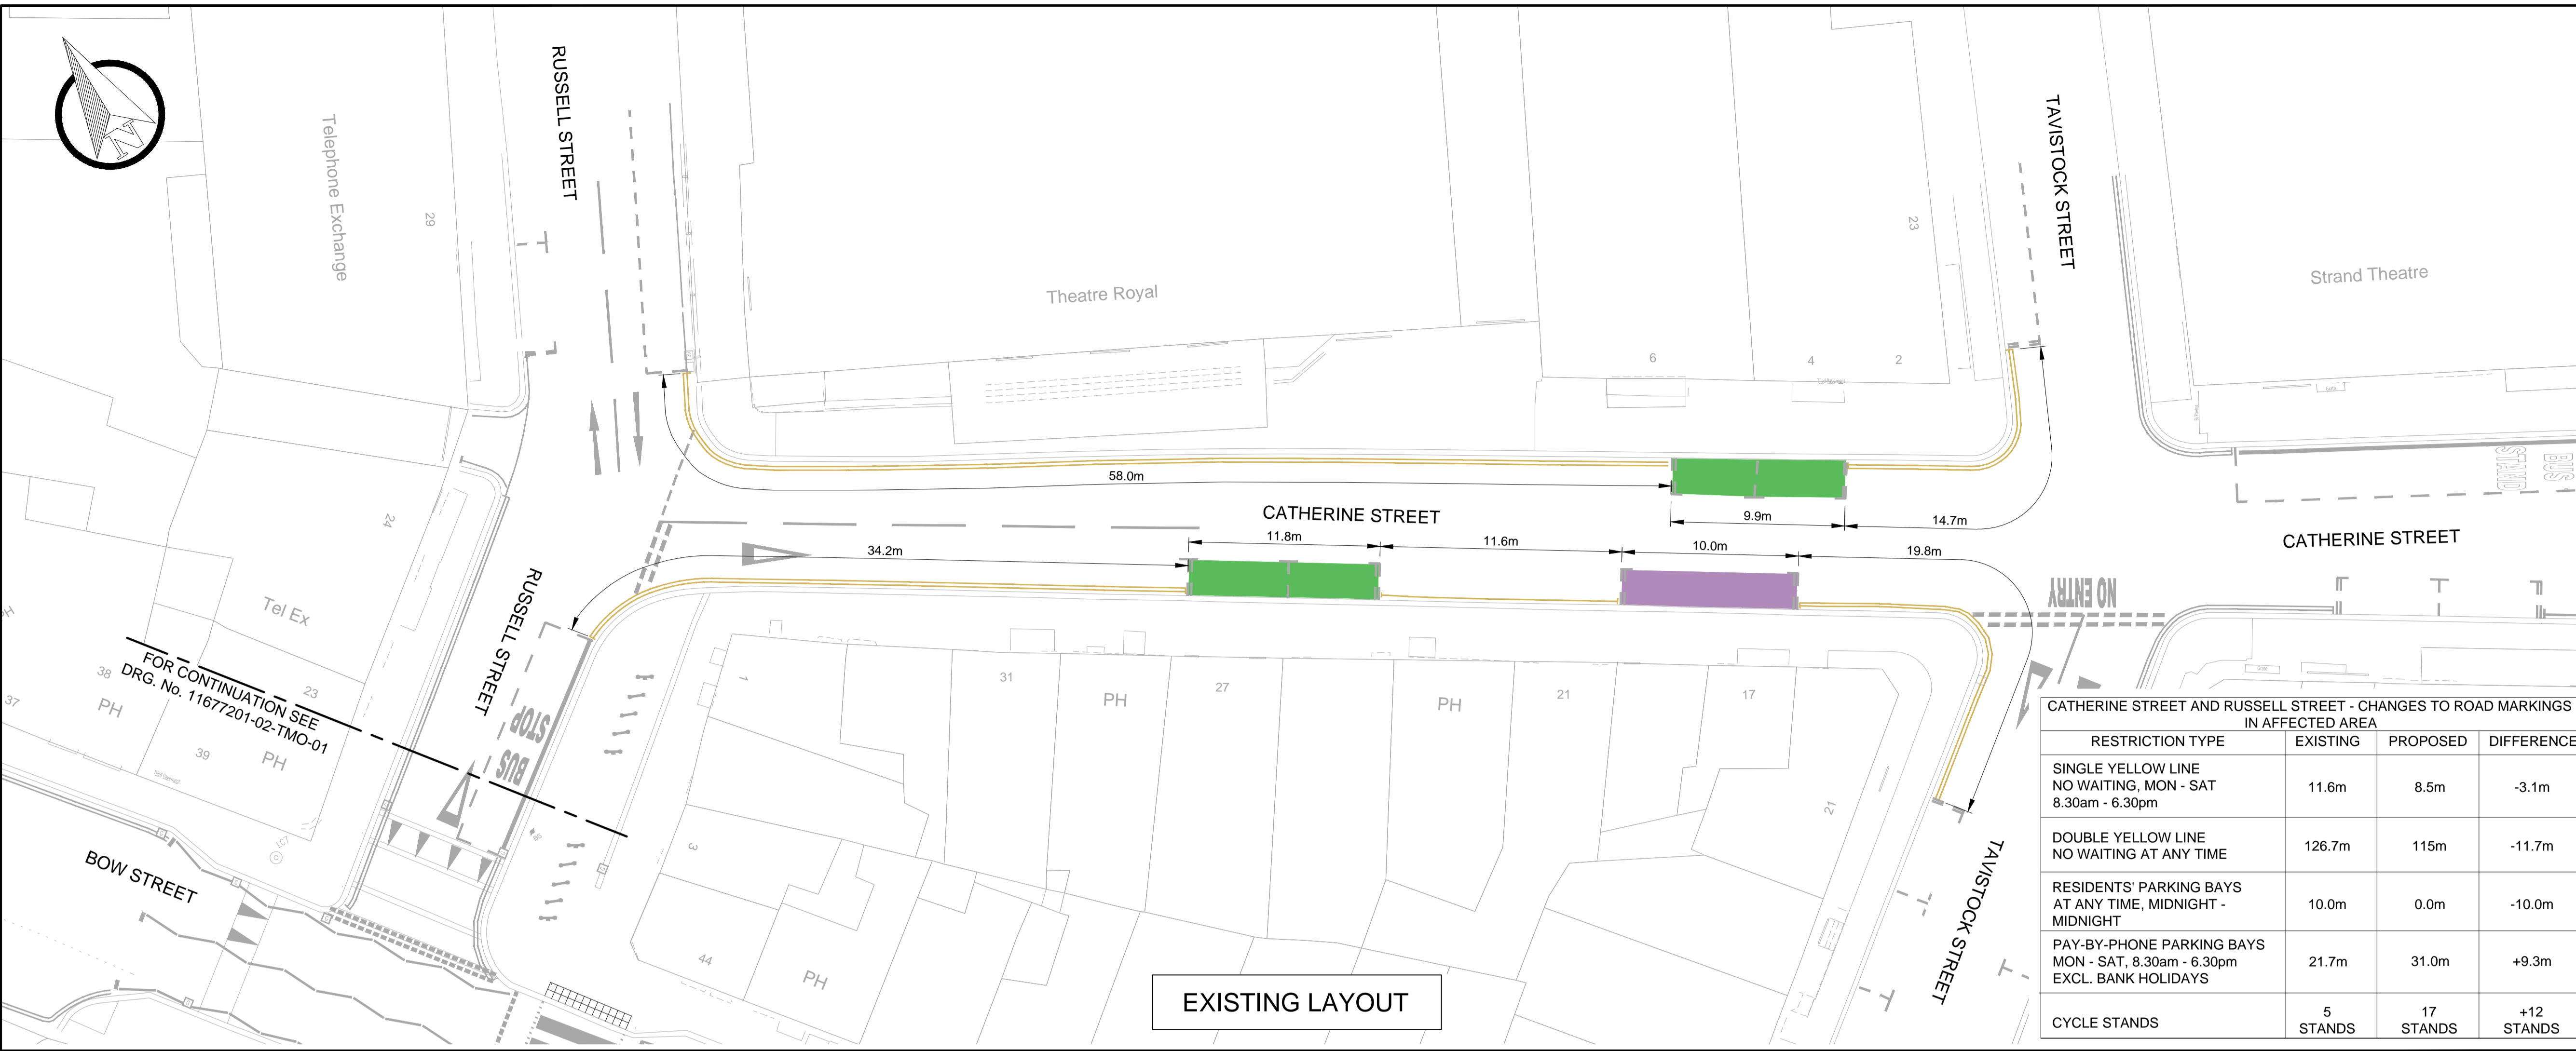 RUSSELL STREET
TAVISTOCK STREET
Telephone Exchange
29
N
Theatre Royal
23
Strand Theatre
6
4
2
58.0m
CATHERINE STREET
9.9m
14.7m
BUS
STAND
CATHERINE STREET
34.2m
11.8m
11.6m
10.0m
19.8m
NO ENTRY
24
Tel Ex
RUSSELL STREET
FOR CONTINUATION SEE
DRG. No. 11677201-02-TMO-01
37
38
PH
23
39
PH
BUS
STOP
1
31
PH
27
PH
21
17
3
21
LC7
BOW STREET
44
PH
TAVISTOCK STREET
EXISTING LAYOUT
CATHERINE STREET AND RUSSELL STREET - CHANGES TO ROAD MARKINGS
IN AFFECTED AREA
RESTRICTION TYPE EXISTING PROPOSED DIFFERENCE
SINGLE YELLOW LINE
NO WAITING, MON - SAT
8.30am - 6.30pm
11.6m 8.5m -3.1m
DOUBLE YELLOW LINE
NO WAITING AT ANY TIME
126.7m 115m -11.7m
RESIDENTS' PARKING BAYS
AT ANY TIME, MIDNIGHT -
MIDNIGHT
10.0m 0.0m -10.0m
PAY-BY-PHONE PARKING BAYS
MON - SAT, 8.30am - 6.30pm
EXCL. BANK HOLIDAYS
21.7m 31.0m +9.3m
CYCLE STANDS
5 STANDS
17 STANDS
+12 STANDS